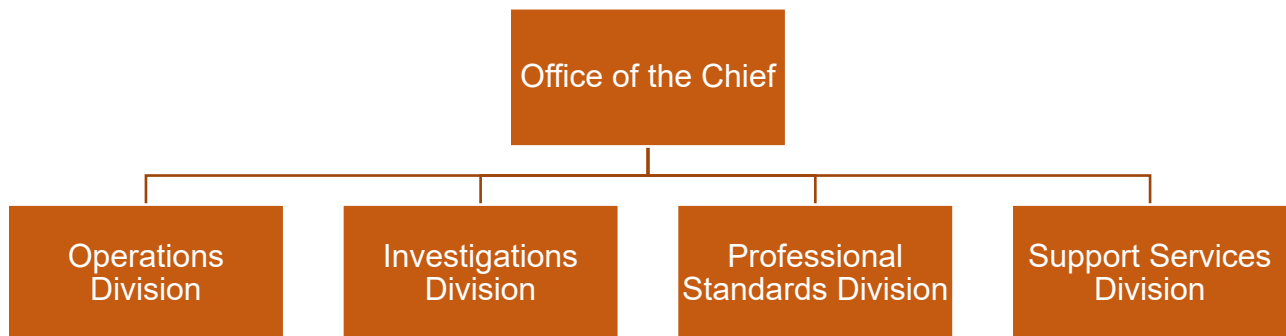 Office of the Chief
Operations
Division
Investigations
Division
Professional
Standards Division
Support Services
Division